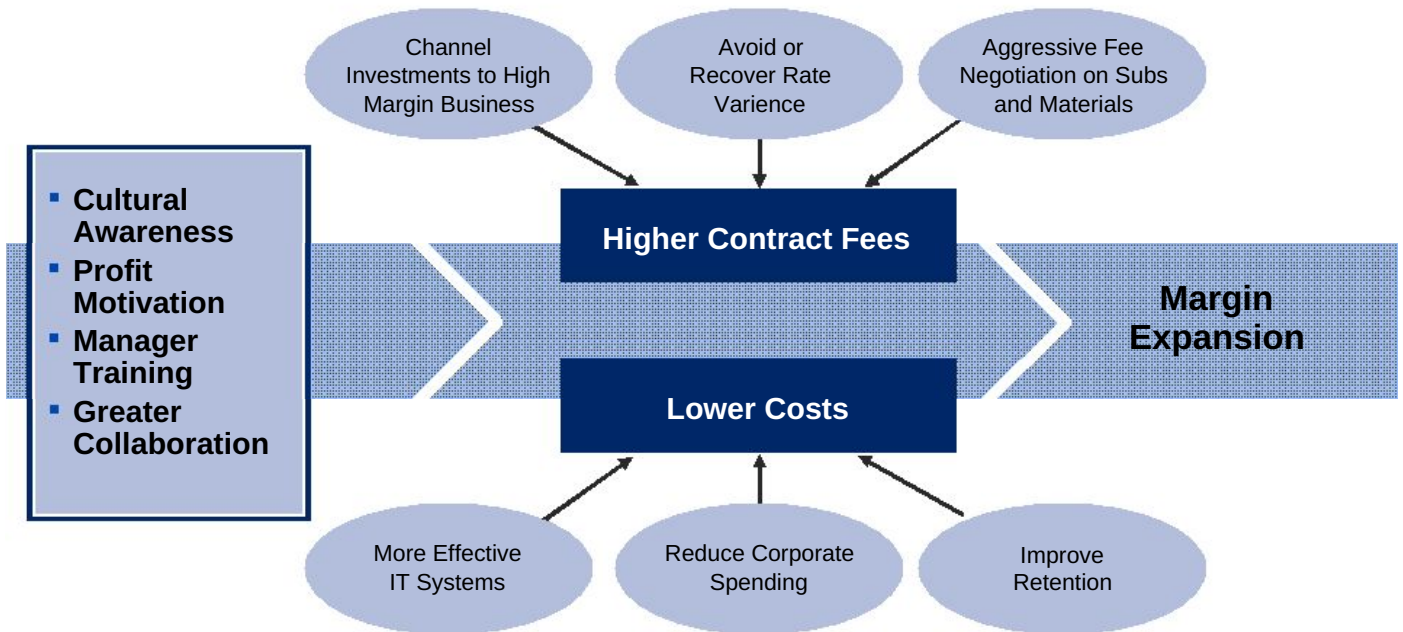 Channel
Investments to High
Margin Business
Avoid or
Recover Rate
Varience
Aggressive Fee
Negotiation on Subs
and Materials
▪ Cultural
Awareness
▪ Profit
Motivation
▪ Manager
Training
▪ Greater
Collaboration
Higher Contract Fees
Lower Costs
Margin
Expansion
More Effective
IT Systems
Reduce Corporate
Spending
Improve
Retention